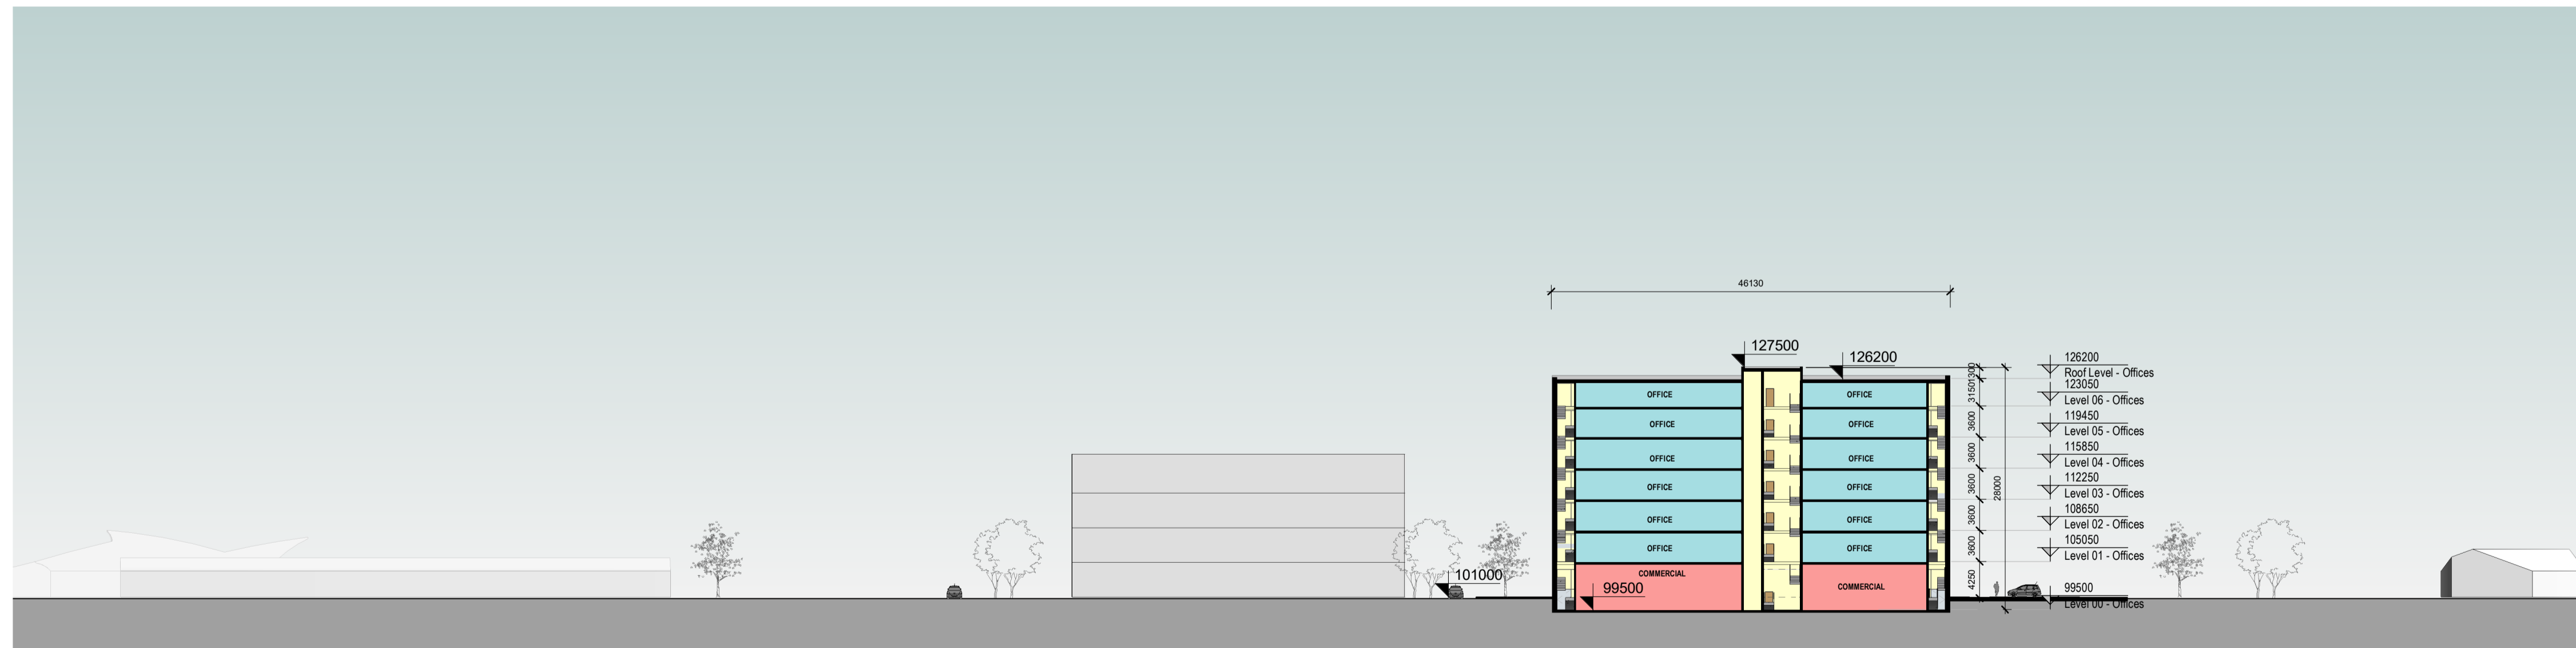 46130
127500
126200
126200
Roof Level - Offices
1300
3150
123050
Level 06 - Offices
OFFICE
OFFICE
3600
119450
Level 05 - Offices
OFFICE
OFFICE
3600
115850
Level 04 - Offices
OFFICE
OFFICE
3600
28000
112250
Level 03 - Offices
OFFICE
OFFICE
3600
108650
Level 02 - Offices
OFFICE
OFFICE
3600
105050
Level 01 - Offices
OFFICE
OFFICE
COMMERCIAL
101000
99500
COMMERCIAL
4250
99500
Level 00 - Offices